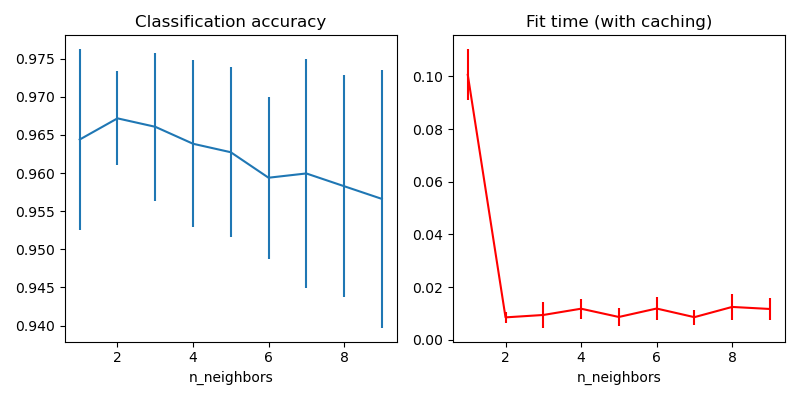 Classification accuracy
0.975
0.970
0.965
0.960
0.955
0.950
0.945
0.940
2 4 6 8
n_neighbors
Fit time (with caching)
0.10
0.08
0.06
0.04
0.02
0.00
2 4 6 8
n_neighbors